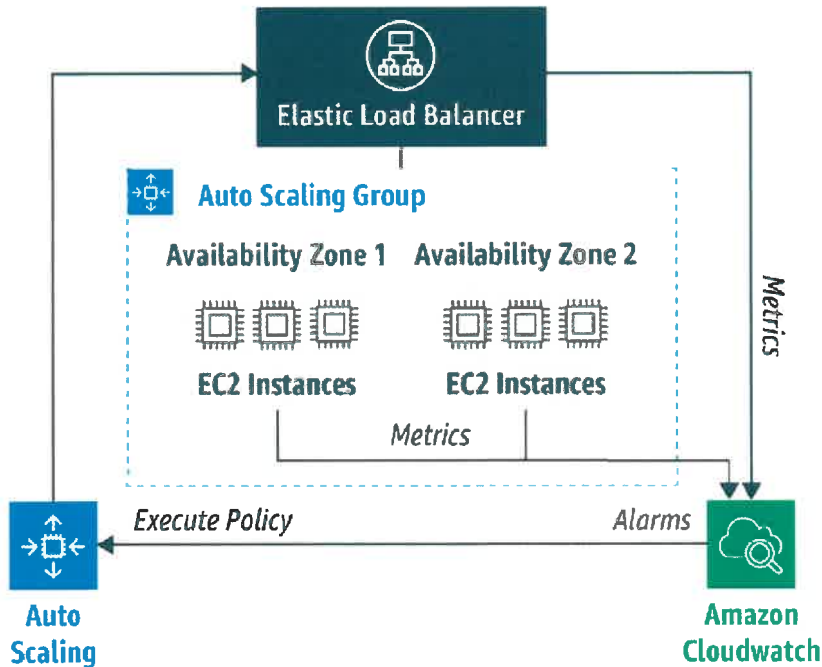 Elastic Load Balancer
Auto Scaling Group
Availability Zone 1
Availability Zone 2
EC2 Instances
EC2 Instances
Metrics
Metrics
Execute Policy
Alarms
Auto
Scaling
Amazon
Cloudwatch